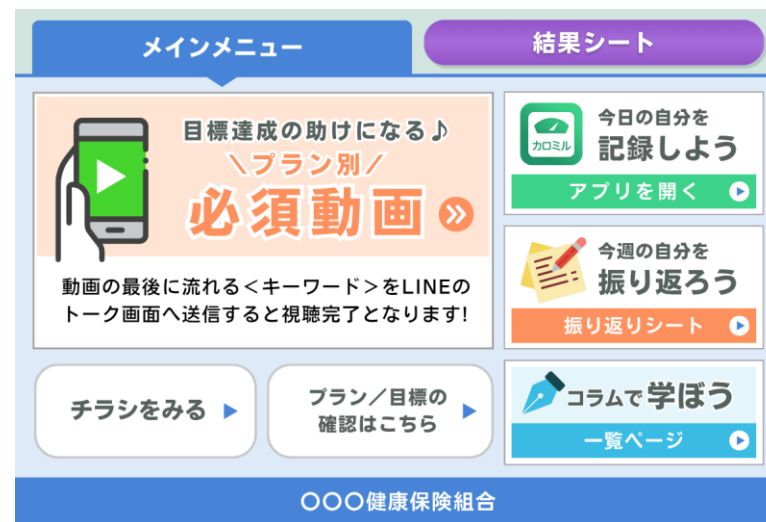 メインメニュー
結果シート
目標達成の助けになる♪
\プラン別/
必須動画
動画の最後に流れる<キーワード>をLINEの
トーク画面へ送信すると視聴完了となります!
カロミル
今日の自分を
記録しよう
アプリを開く
今週の自分を
振り返ろう
振り返りシート
チラシをみる
プラン/目標の
確認はこちら
コラムで学ぼう
一覧ページ
〇〇〇健康保険組合